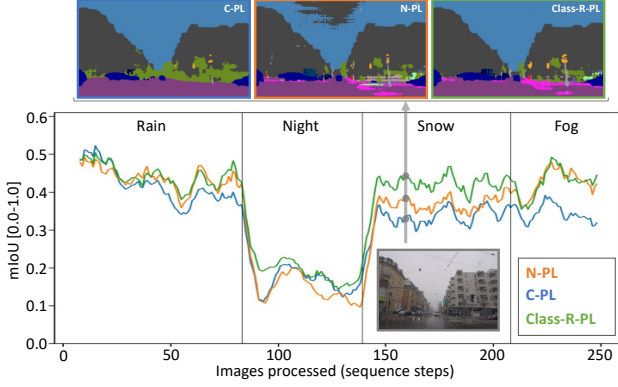 C-PL
N-PL
Class-R-PL
Rain
Night
Snow
Fog
0.6
0.5
0.4
0.3
0.2
0.1
0.0
mIoU [0.0-1.0]
N-PL
C-PL
Class-R-PL
0
50
100
150
200
250
Images processed (sequence steps)